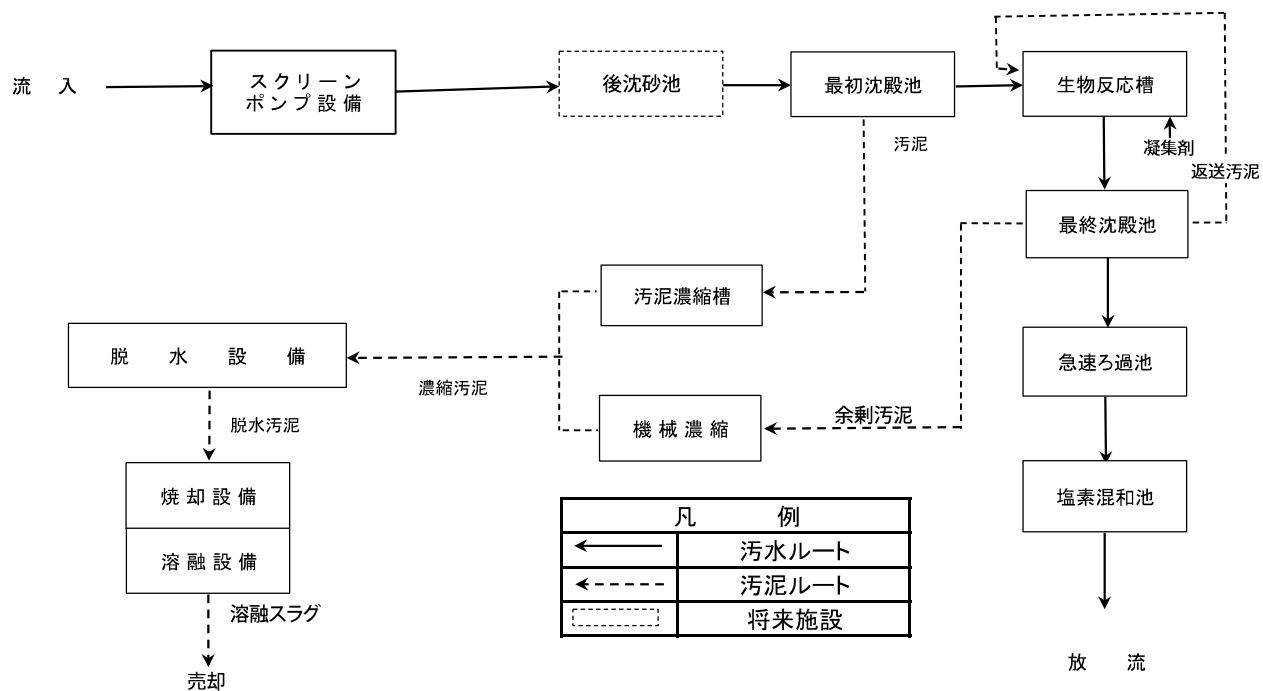 流 入
スクリーン
ポンプ設備
後沈砂池
最初沈殿池
生物反応槽
凝集剤
返送汚泥
汚泥
最終沈殿池
汚泥濃縮槽
脱 水 設 備
濃縮汚泥
急速ろ過池
余剰汚泥
機 械 濃 縮
脱水汚泥
焼 却 設 備
塩素混和池
溶 融 設 備
溶融スラグ
売却
放 流
凡 例
汚水ルート
汚泥ルート
将来施設